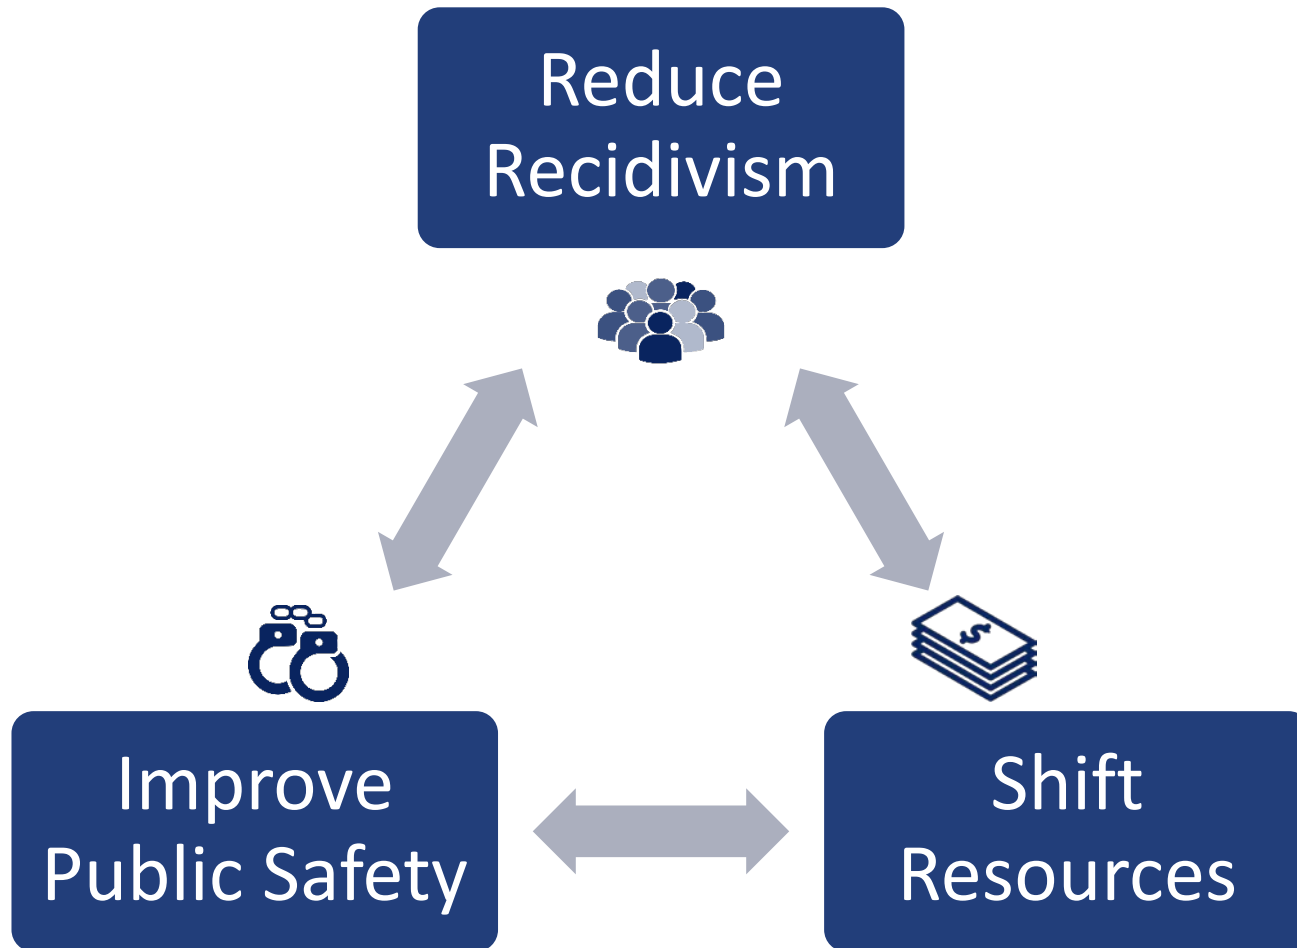 Reduce
Recidivism
$
Improve
Public Safety
Shift
Resources